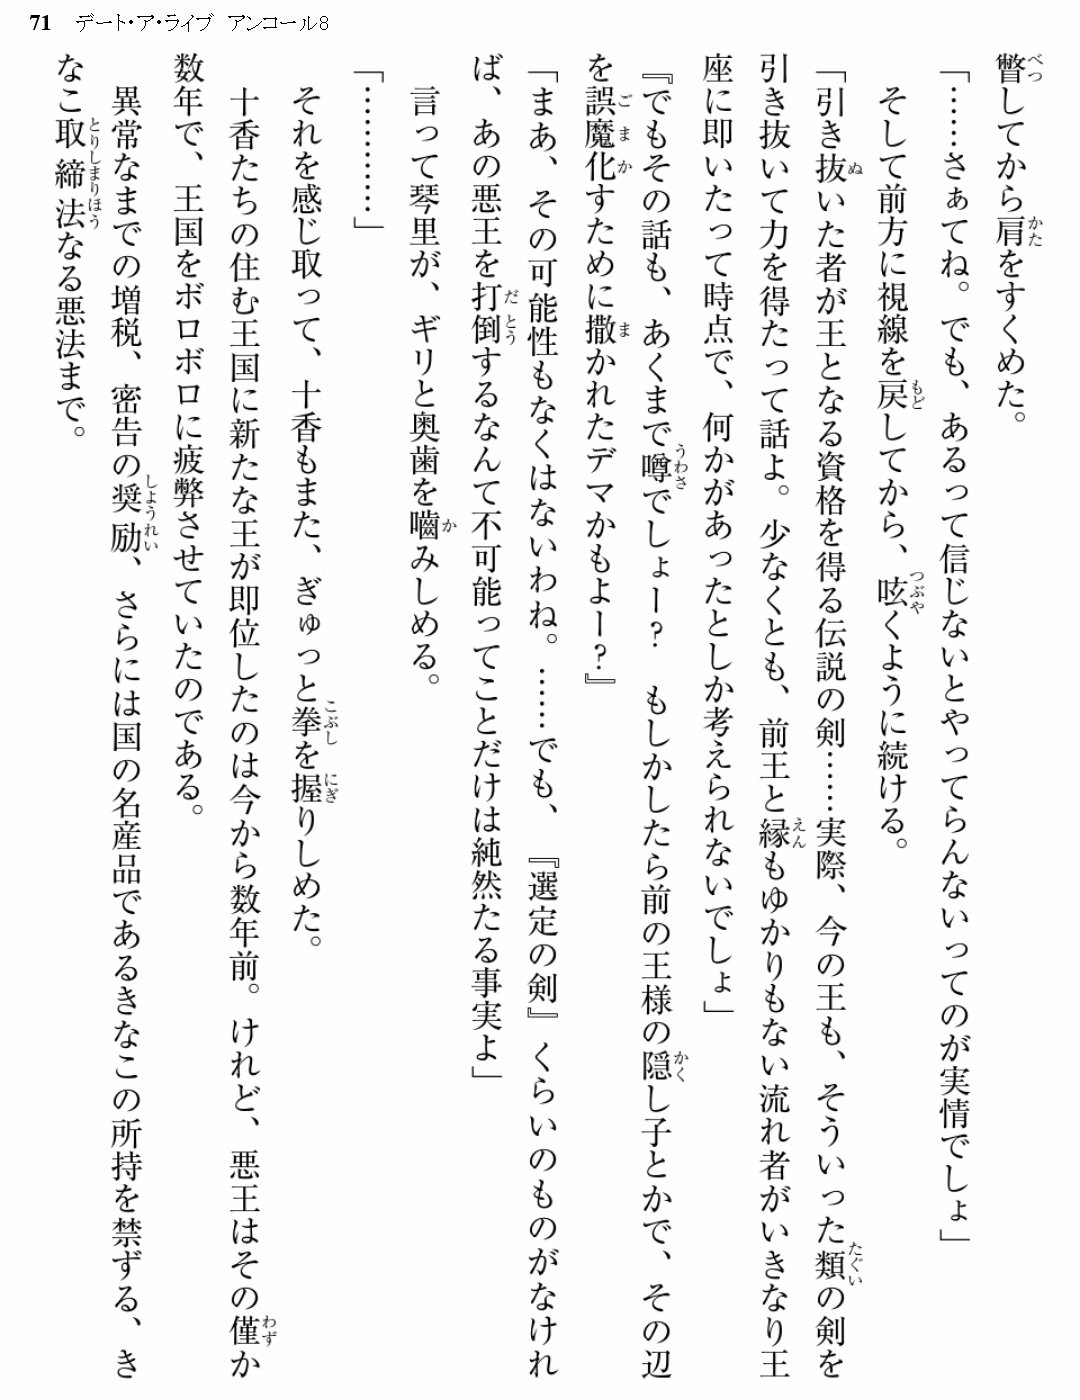 71 デート・ア・ライブ アンコール8
瞥してから肩をすくめた。
「……さぁてね。でも、あるって信じないとやってらんないってのが実情でしょ」
そして前方に視線を戻してから、呟くように続ける。
「引き抜いた者が王となる資格を得る伝説の剣……実際、今の王も、そういった類の剣を
引き抜いて力を得たって話よ。少なくとも、前王と縁もゆかりもない流れ者がいきなり王
座に即いたって時点で、何かがあったとしか考えられないでしょ」
『でもその話も、あくまで噂でしょー? もしかしたら前の王様の隠し子とかで、その辺
を誤魔化すために撒かれたデマかもよー?』
「まあ、その可能性もなくはないわね。……でも、『選定の剣』くらいのものがなけれ
ば、あの悪王を打倒するなんて不可能ってことだけは純然たる事実よ」
言って琴里が、ギリと奥歯を嚙みしめる。
「…………」
それを感じ取って、十香もまた、ぎゅっと拳を握りしめた。
十香たちの住む王国に新たな王が即位したのは今から数年前。けれど、悪王はその僅か
数年で、王国をボロボロに疲弊させていたのである。
異常なまでの増税、密告の奨励、さらには国の名産品であるきなこの所持を禁ずる、き
なこ取締法なる悪法まで。